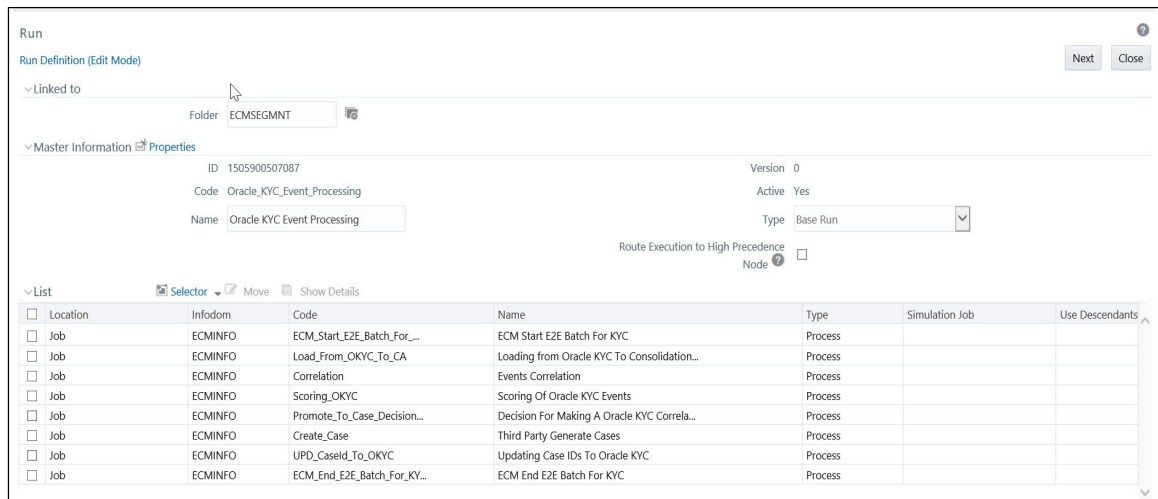 Run
Run Definition (Edit Mode)
Next Close
Linked to
Folder ECMSEGMNT
Master Information Properties
ID 1505900507087 Version 0
Code Oracle_KYC_Event_Processing Active Yes
Name Oracle KYC Event Processing Type Base Run
Route Execution to High Precedence
Node ?
List Selector Move Show Details
Location Infodom Code Name Type Simulation Job Use Descendants
Job ECMINFO ECM_Start_E2E_Batch_For_... ECM Start E2E Batch For KYC Process
Job ECMINFO Load_From_OKYC_To_CA Loading from Oracle KYC To Consolidation... Process
Job ECMINFO Correlation Events Correlation Process
Job ECMINFO Scoring_OKYC Scoring Of Oracle KYC Events Process
Job ECMINFO Promote_To_Case_Decision... Decision For Making A Oracle KYC Correla... Process
Job ECMINFO Create_Case Third Party Generate Cases Process
Job ECMINFO UPD_CaseId_To_OKYC Updating Case IDs To Oracle KYC Process
Job ECMINFO ECM_End_E2E_Batch_For_KY... ECM End E2E Batch For KYC Process